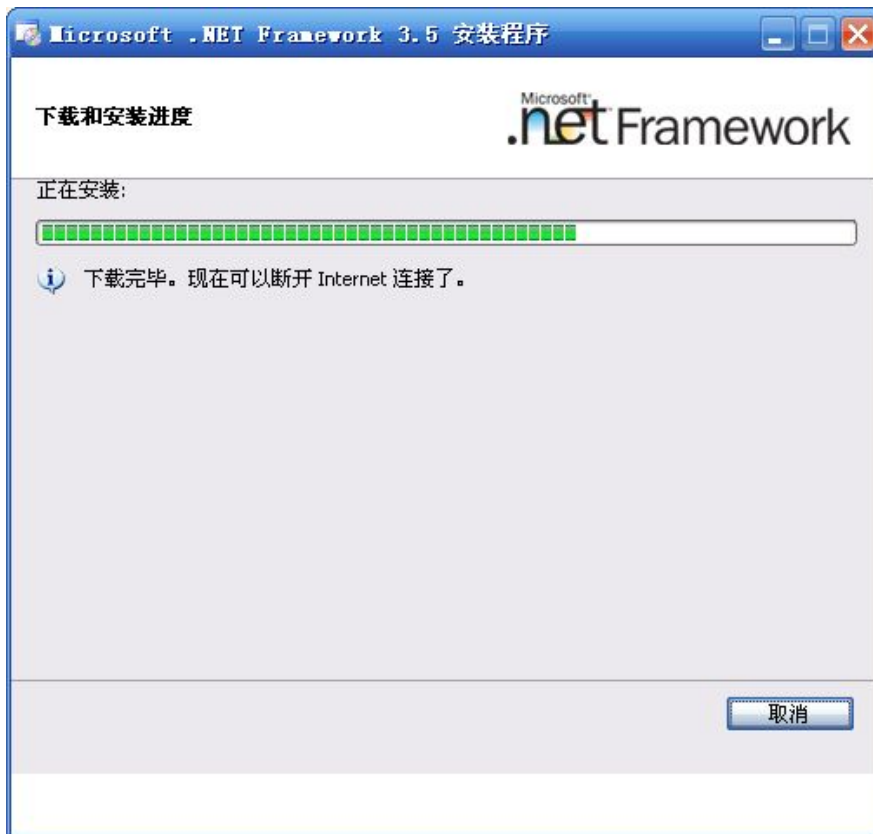 Microsoft .NET Framework 3.5 安装程序
下载和安装进度
Microsoft
.net Framework
正在安装:
下载完毕。现在可以断开 Internet 连接了。
取消